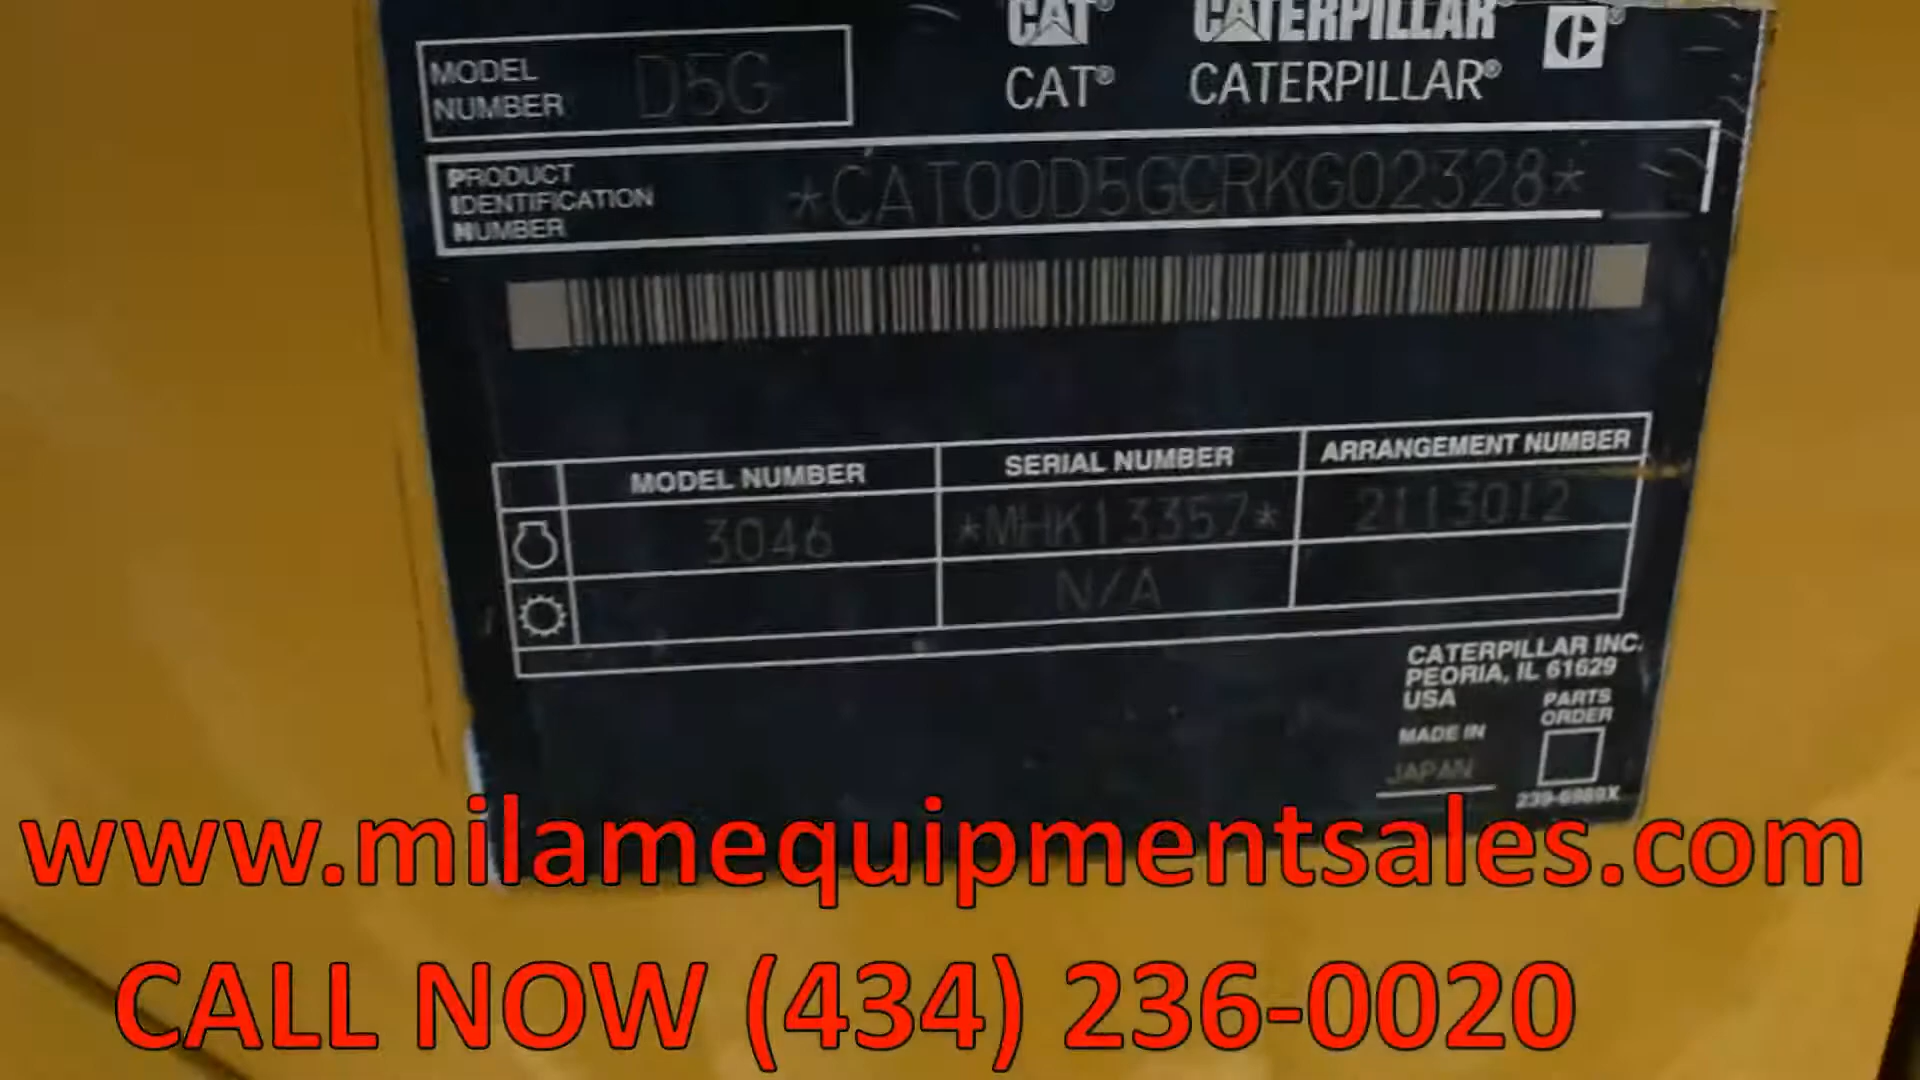 CAT® CATERPILLAR®
CAT® CATERPILLAR®
MODEL
NUMBER
D5G
PRODUCT
IDENTIFICATION
NUMBER
*CAT00D5GCRKG02328*
MODEL NUMBER SERIAL NUMBER ARRANGEMENT NUMBER
3046 *MHK13357* 2113012
N/A
CATERPILLAR INC.
PEORIA, IL 61629
USA
PARTS
ORDER
MADE IN
JAPAN
239-6989X
www.milamequipmentsales.com
CALL NOW (434) 236-0020